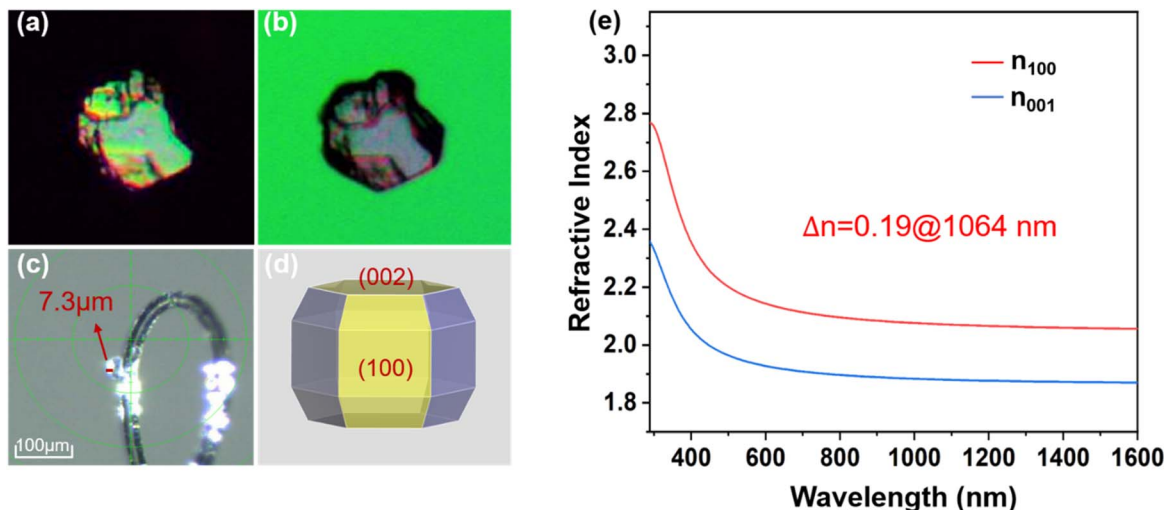 (a)
(b)
(c)
7.3μm
100μm
(d)
(002)
(100)
(e)
n100
n001
Δn=0.19@1064 nm
Refractive Index
3.0
2.8
2.6
2.4
2.2
2.0
1.8
400
600
800
1000
1200
1400
1600
Wavelength (nm)